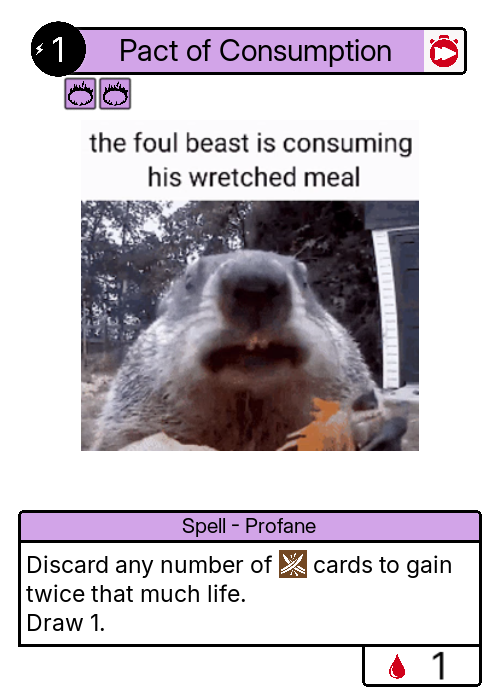 1 Pact of Consumption
the foul beast is consuming
his wretched meal
Spell - Profane
Discard any number of cards to gain
twice that much life.
Draw 1.
1